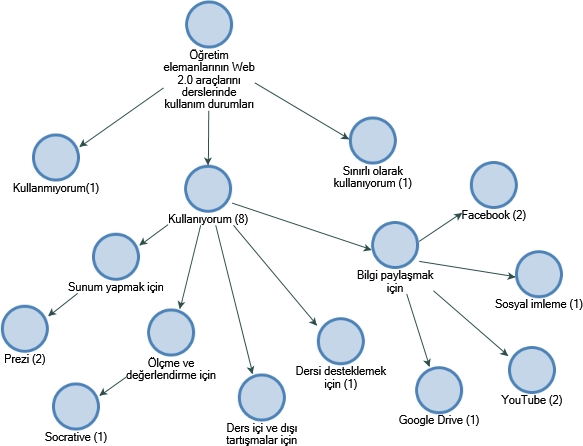 Öğretim
elemanlarının Web
2.0 araçlarını
derslerinde
kullanım durumları
Kullanmıyorum(1)
Sınırlı olarak
kullanıyorum (1)
Kullanıyorum (8)
Facebook (2)
Bilgi paylaşmak
için
Sunum yapmak için
Sosyal imleme (1)
Prezi (2)
Ölçme ve
değerlendirme için
Dersi desteklemek
için (1)
YouTube (2)
Google Drive (1)
Socrative (1)
Ders içi ve dışı
tartışmalar için